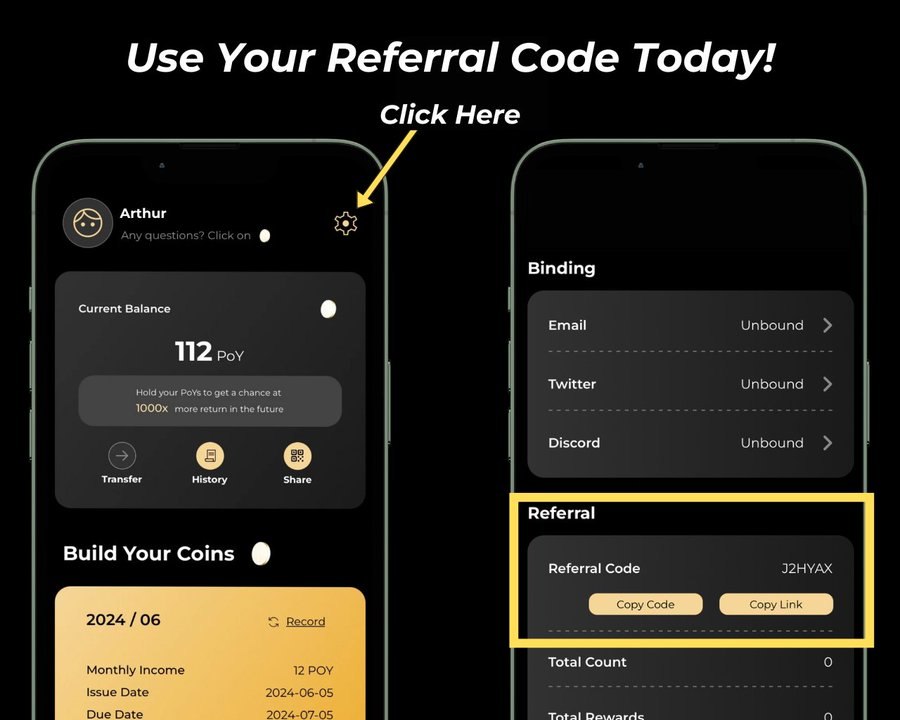 Use Your Referral Code Today!
Click Here
Arthur
Any questions? Click on
Current Balance
112 PoY
Hold your PoYs to get a chance at
1000x more return in the future
Transfer History Share
Build Your Coins
2024 / 06 Record
Monthly Income 12 POY
Issue Date 2024-06-05
Due Date 2024-07-05
Binding
Email Unbound
Twitter Unbound
Discord Unbound
Referral
Referral Code J2HYAX
Copy Code Copy Link
Total Count 0
Total Rewards 0